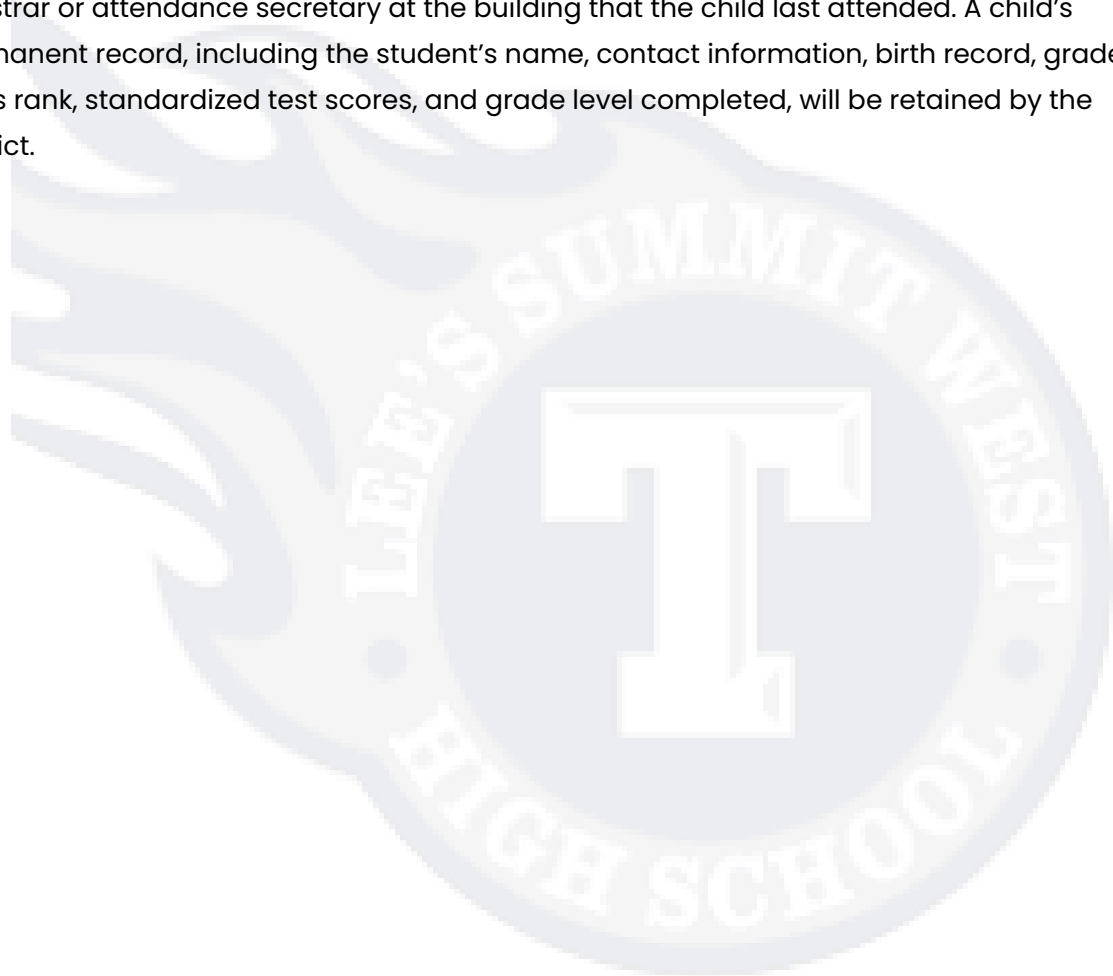 strar or attendance secretary at the building that the child last attended. A child's
manent record, including the student's name, contact information, birth record, grade
s rank, standardized test scores, and grade level completed, will be retained by the
ict.
LEE'S SUMMIT WEST
T
HIGH SCHOOL